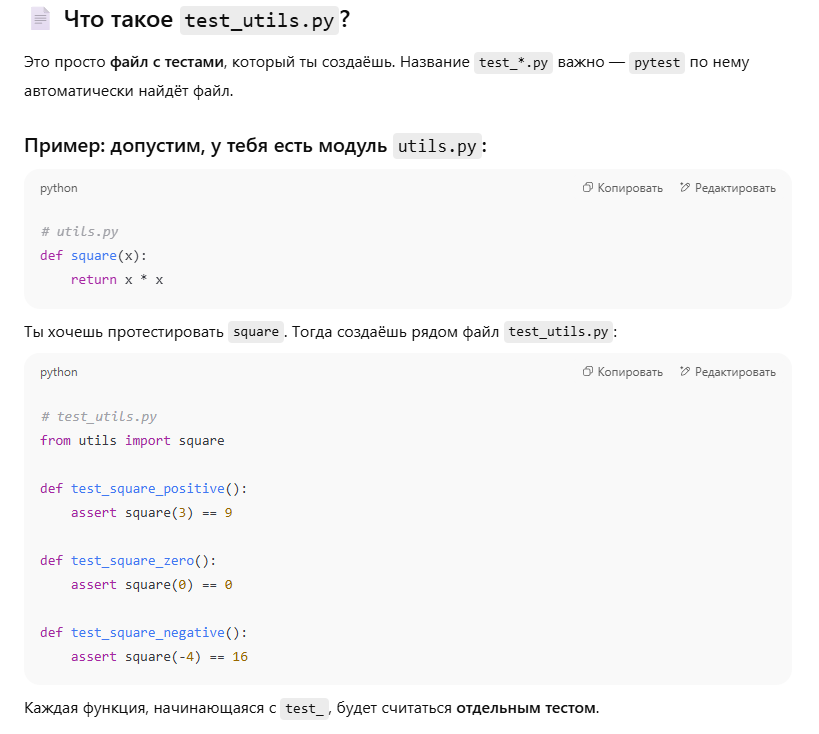 Что такое test_utils.py?
Это просто файл с тестами, который ты создаёшь. Название test_*.py важно — pytest по нему
автоматически найдёт файл.
Пример: допустим, у тебя есть модуль utils.py:
python Копировать Редактировать
# utils.py
def square(x):
    return x * x
Ты хочешь протестировать square. Тогда создаёшь рядом файл test_utils.py:
python Копировать Редактировать
# test_utils.py
from utils import square
def test_square_positive():
    assert square(3) == 9
def test_square_zero():
    assert square(0) == 0
def test_square_negative():
    assert square(-4) == 16
Каждая функция, начинающаяся с test_, будет считаться отдельным тестом.